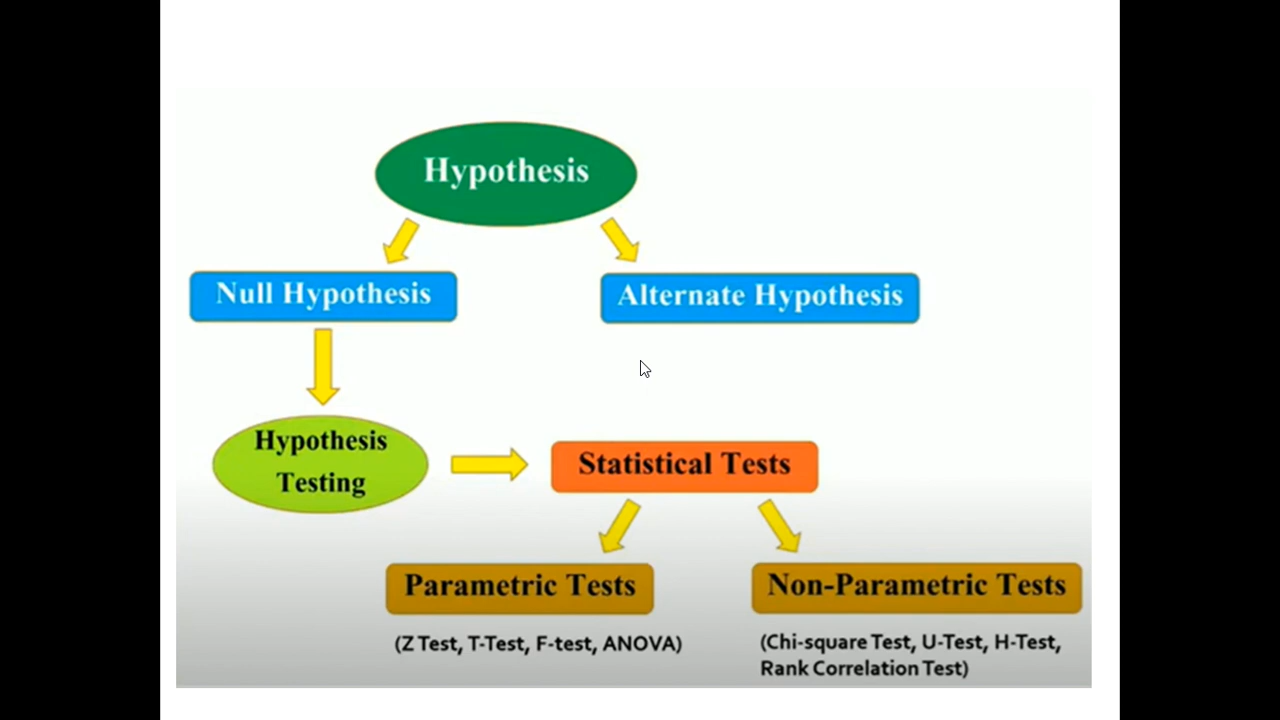 Hypothesis
Null Hypothesis
Alternate Hypothesis
Hypothesis
Testing
Statistical Tests
Parametric Tests
Non-Parametric Tests
(Z Test, T-Test, F-test, ANOVA)
(Chi-square Test, U-Test, H-Test,
Rank Correlation Test)